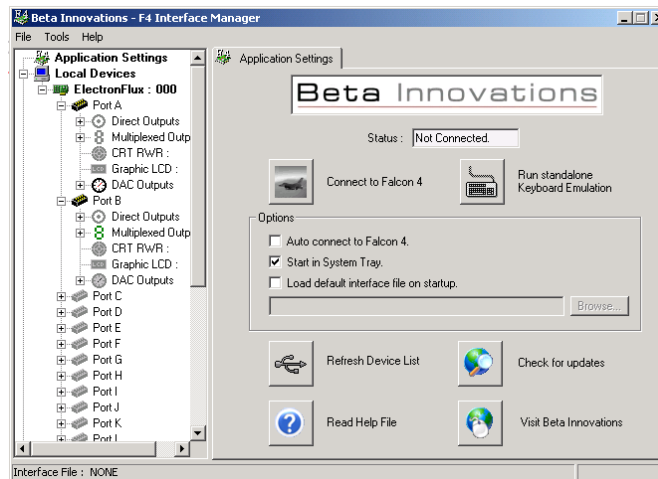 Beta Innovations - F4 Interface Manager
File Tools Help
Application Settings
Local Devices
ElectronFlux : 000
Port A
Direct Outputs
Multiplexed Outp
CRT RWR :
Graphic LCD :
DAC Outputs
Port B
Direct Outputs
Multiplexed Outp
CRT RWR :
Graphic LCD :
DAC Outputs
Port C
Port D
Port E
Port F
Port G
Port H
Port I
Port J
Port K
Port L
Application Settings
Beta Innovations
Status : Not Connected.
Connect to Falcon 4
Run standalone
Keyboard Emulation
Options
Auto connect to Falcon 4.
Start in System Tray.
Load default interface file on startup.
Browse...
Refresh Device List
Check for updates
Read Help File
Visit Beta Innovations
Interface File : NONE